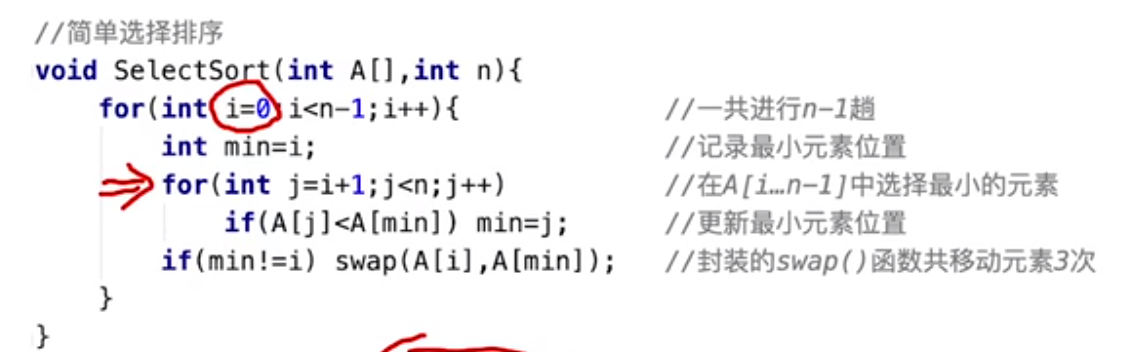 //简单选择排序
void SelectSort(int A[],int n){
for(int i=0;i<n-1;i++){ //一共进行n-1趟
int min=i; //记录最小元素位置
for(int j=i+1;j<n;j++) //在A[i…n-1]中选择最小的元素
if(A[j]<A[min]) min=j; //更新最小元素位置
if(min!=i) swap(A[i],A[min]); //封装的swap()函数共移动元素3次
}
}